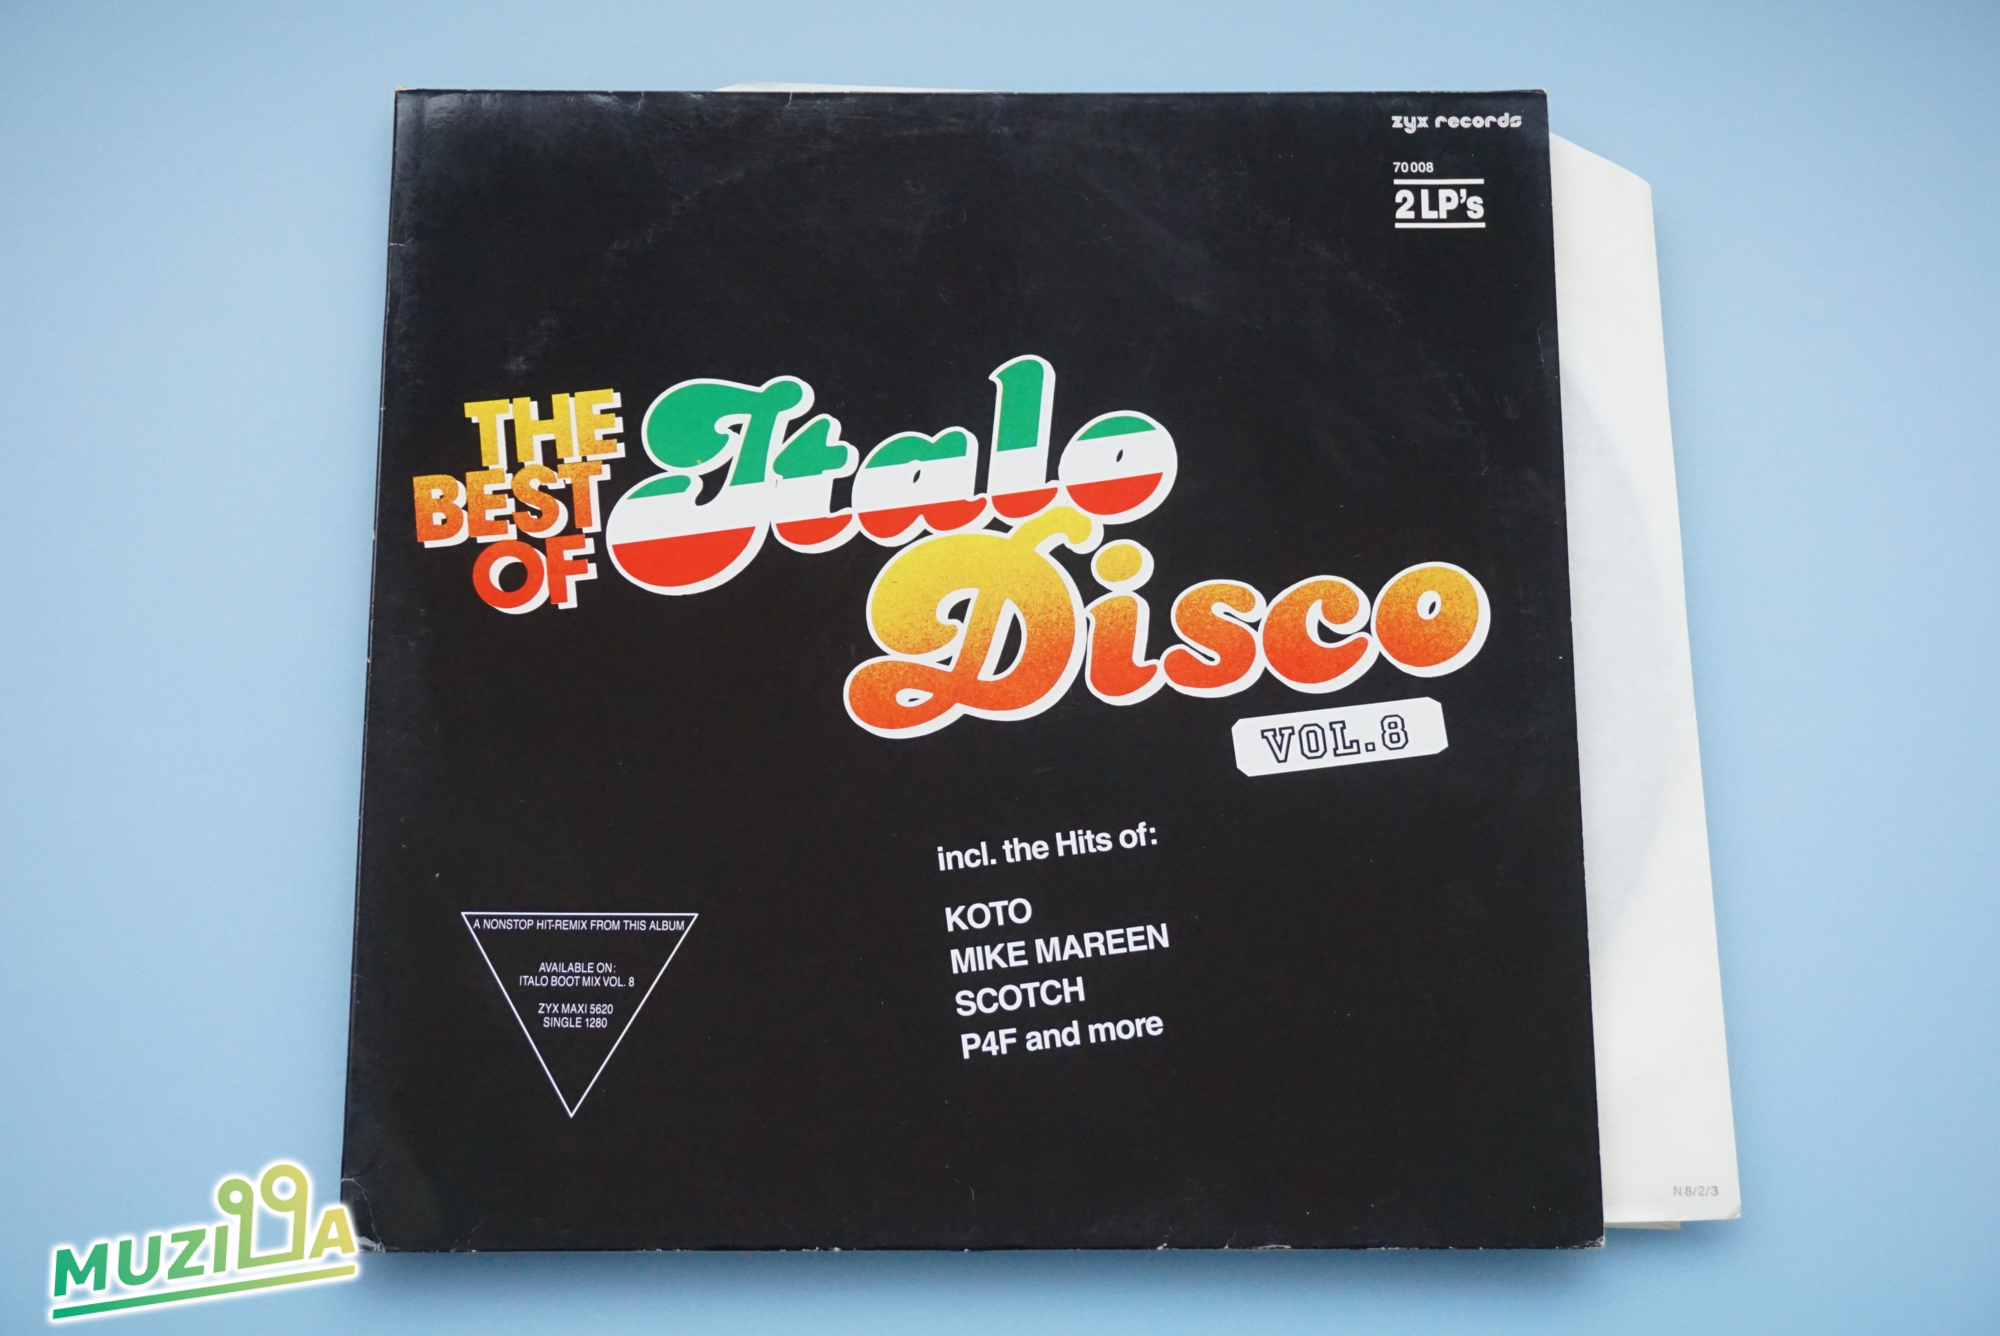 zyx records
70 008
2 LP's
THE
BEST
OF
Italo
Disco
VOL.8
incl. the Hits of:
KOTO
MIKE MAREEN
SCOTCH
P4F and more
A NONSTOP HIT-REMIX FROM THIS ALBUM
AVAILABLE ON:
ITALO BOOT MIX VOL. 8
ZYX MAXI 5620
SINGLE 1280
N 8/2/3
MUZILLA